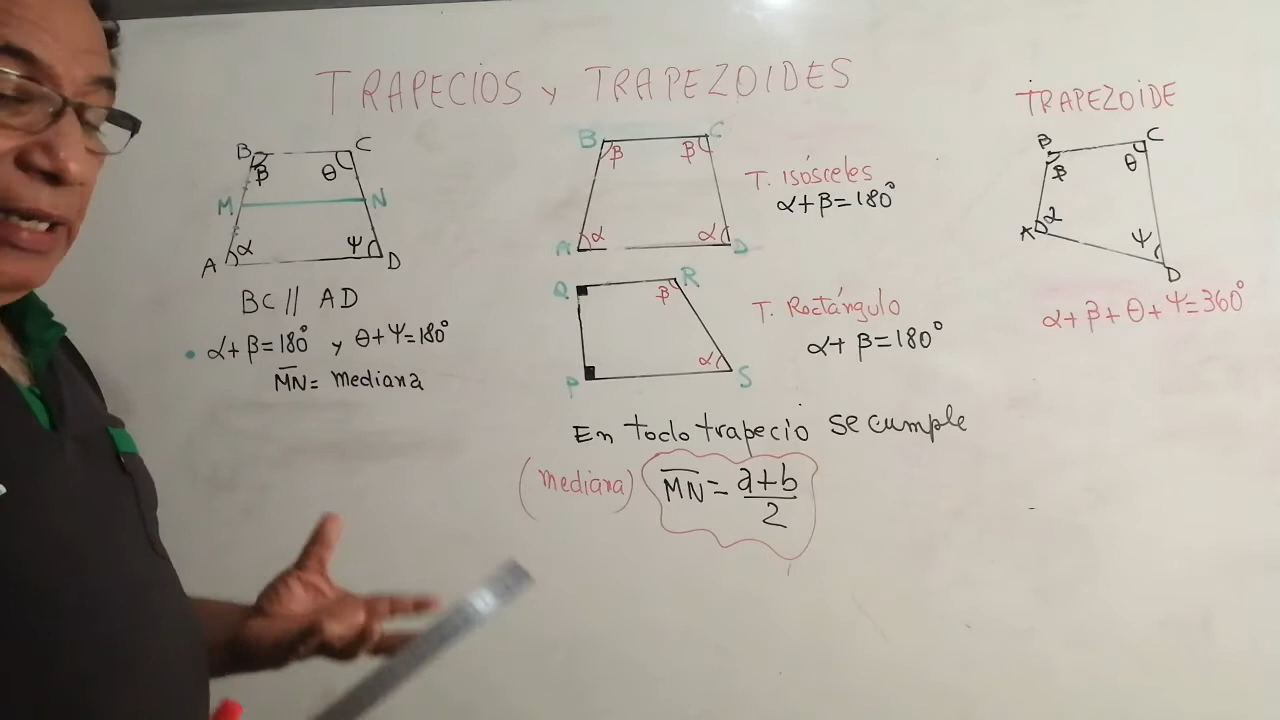 TRAPECIOS y TRAPEZOIDES
B C
β θ
M N
α ψ
A D
BC // AD
α+β=180° y θ+ψ=180°
MN= mediana
B C
β β
α α
A D
T. Isósceles
α+β=180°
Q R
β
α
P S
T. Rectángulo
α+β=180°
TRAPEZOIDE
B C
β θ
A α
ψ
D
α+β+θ+ψ=360°
En todo trapecio se cumple
(mediana) MN= a+b
2